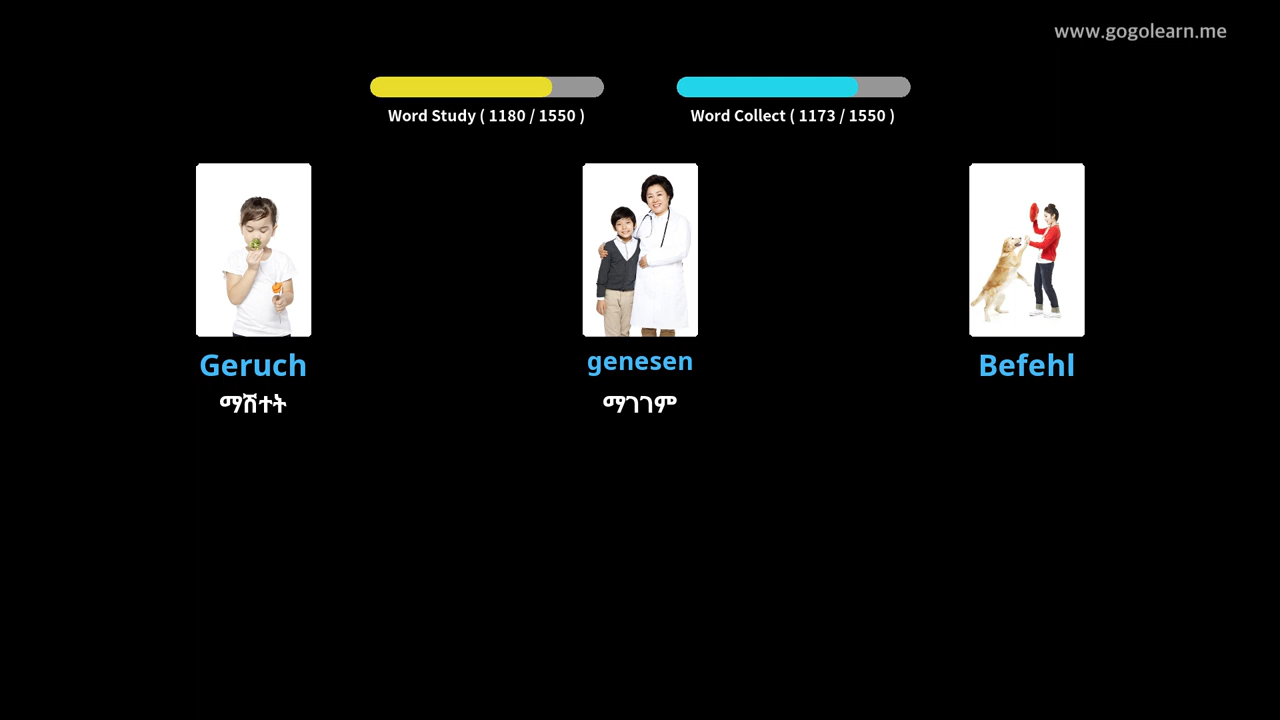 www.gogolearn.me
Word Study ( 1180 / 1550 )
Word Collect ( 1173 / 1550 )
Geruch
genesen
Befehl
ማሽተት
ማገገም